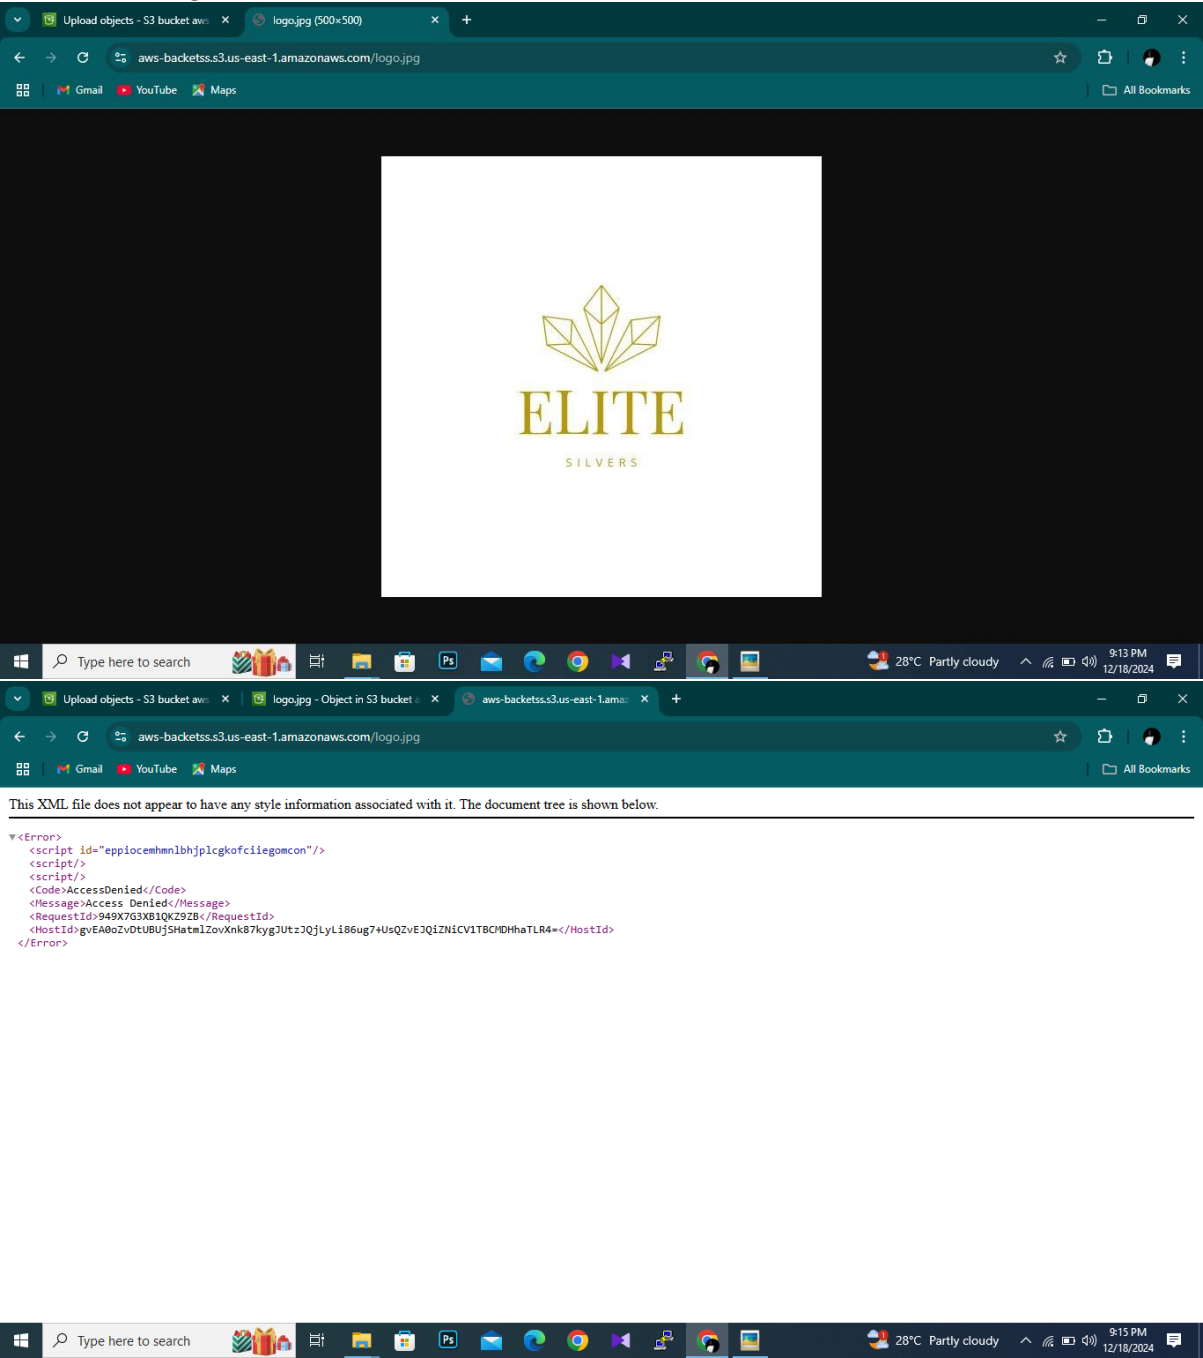 Upload objects - S3 bucket aws
logo.jpg (500×500)
aws-backetss.s3.us-east-1.amazonaws.com/logo.jpg
Gmail
YouTube
Maps
All Bookmarks
ELITE
SILVERS
Type here to search
Ps
1
28°C Partly cloudy
9:13 PM
12/18/2024
Upload objects - S3 bucket aws
logo.jpg - Object in S3 bucket a
aws-backetss.s3.us-east-1.amaz
aws-backetss.s3.us-east-1.amazonaws.com/logo.jpg
Gmail
YouTube
Maps
All Bookmarks
This XML file does not appear to have any style information associated with it. The document tree is shown below.
<Error>
<script id="eppiocemhmnlbhjplcgkofciiegomcon"/>
<script/>
<script/>
<Code>AccessDenied</Code>
<Message>Access Denied</Message>
<RequestId>949X7G3XB1QKZ9ZB</RequestId>
<HostId>gvEA0oZvDtUBUjSHatmlZovXnk87kygJUtzJQjLyLi86ug7+UsQZvEJQiZNiCV1TBCMDHhaTLR4=</HostId>
</Error>
Type here to search
Ps
1
28°C Partly cloudy
9:15 PM
12/18/2024